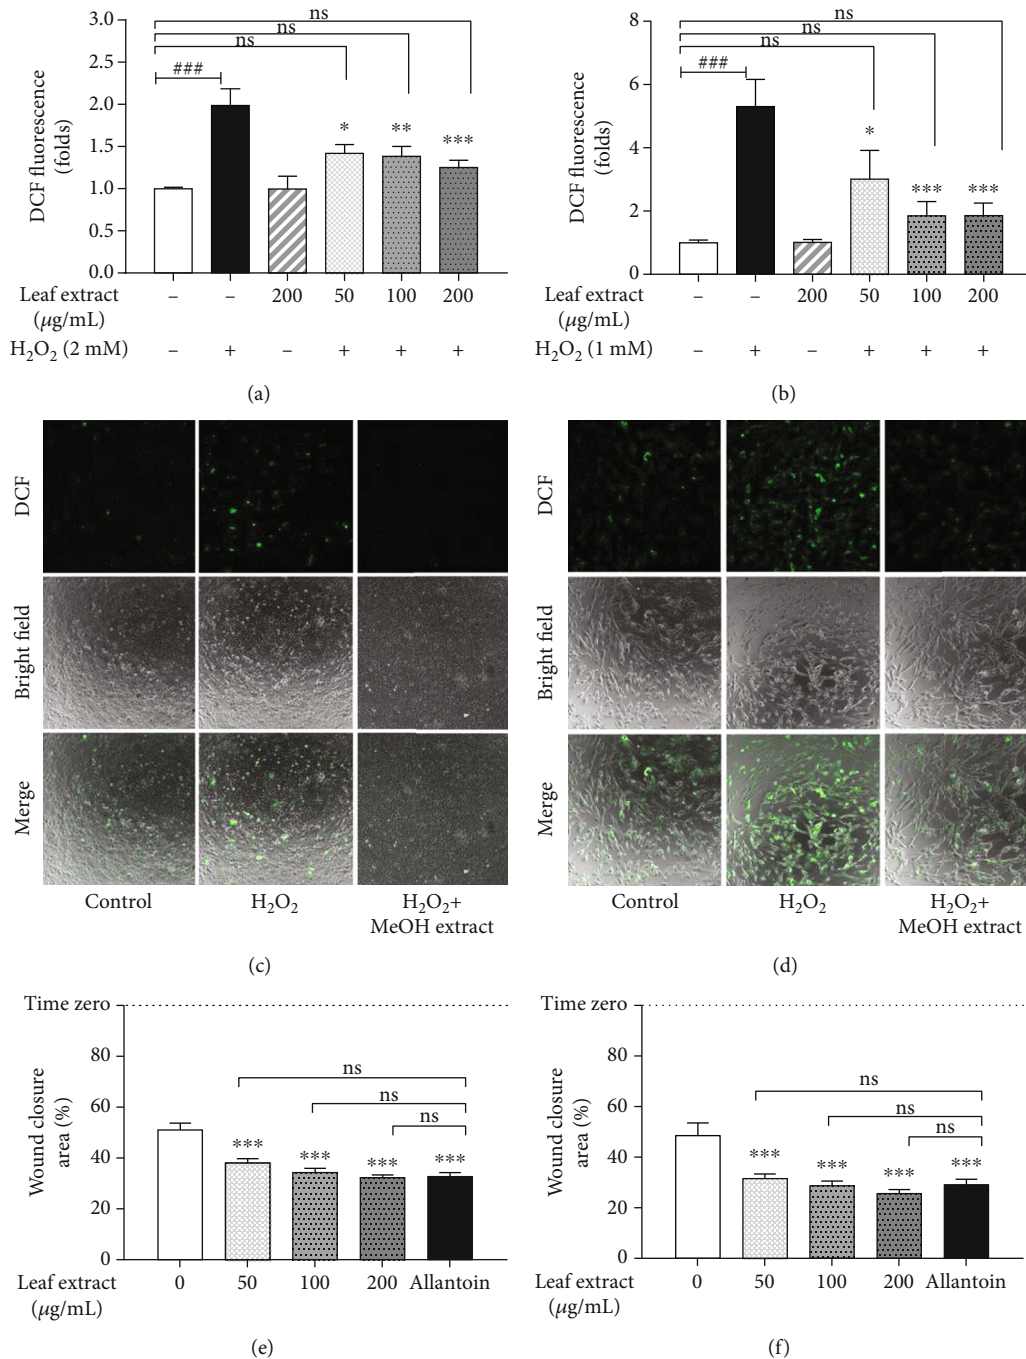 ns
ns
ns
###
*
**
***
DCF fluorescence
(folds)
3.0
2.5
2.0
1.5
1.0
0.5
0.0
Leaf extract
(μg/mL)
– – 200 50 100 200
H₂O₂ (2 mM) – + – + + +
(a)
ns
ns
ns
###
*
***
***
DCF fluorescence
(folds)
8
6
4
2
0
Leaf extract
(μg/mL)
– – 200 50 100 200
H₂O₂ (1 mM) – + – + + +
(b)
DCF
Bright field
Merge
Control
H₂O₂
H₂O₂+
MeOH extract
(c)
DCF
Bright field
Merge
Control
H₂O₂
H₂O₂+
MeOH extract
(d)
Time zero
80
60
40
20
0
Wound closure
area (%)
ns
ns
ns
***
***
***
***
Leaf extract
(μg/mL)
0 50 100 200 Allantoin
(e)
Time zero
80
60
40
20
0
Wound closure
area (%)
ns
ns
ns
***
***
***
***
Leaf extract
(μg/mL)
0 50 100 200 Allantoin
(f)